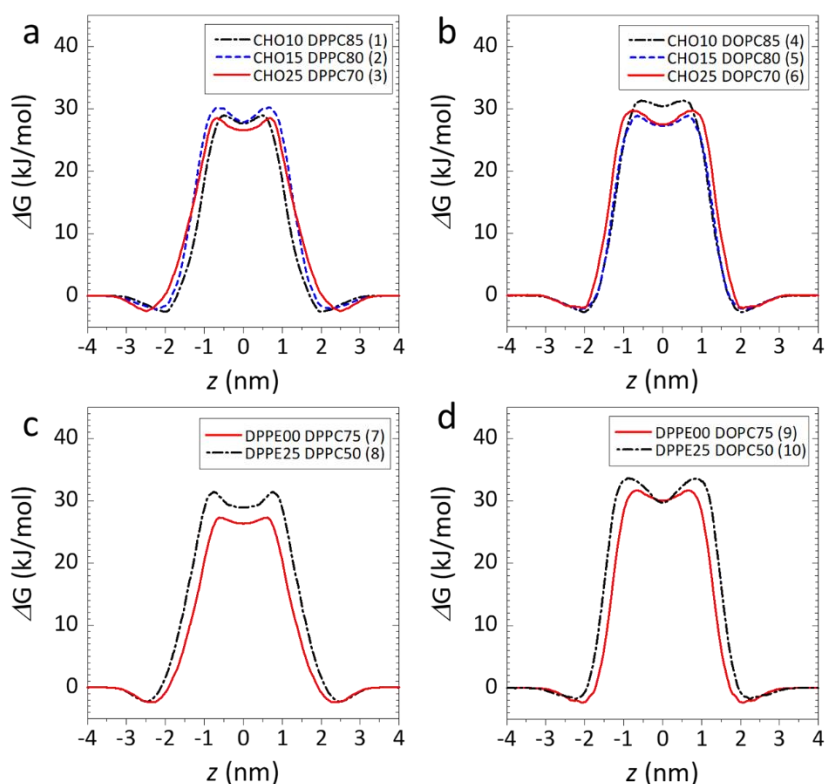 a
CHO10 DPPC85 (1)
CHO15 DPPC80 (2)
CHO25 DPPC70 (3)
40
30
20
10
0
ΔG (kJ/mol)
-4 -3 -2 -1 0 1 2 3 4
z (nm)
b
CHO10 DOPC85 (4)
CHO15 DOPC80 (5)
CHO25 DOPC70 (6)
40
30
20
10
0
ΔG (kJ/mol)
-4 -3 -2 -1 0 1 2 3 4
z (nm)
c
DPPE00 DPPC75 (7)
DPPE25 DPPC50 (8)
40
30
20
10
0
ΔG (kJ/mol)
-4 -3 -2 -1 0 1 2 3 4
z (nm)
d
DPPE00 DOPC75 (9)
DPPE25 DOPC50 (10)
40
30
20
10
0
ΔG (kJ/mol)
-4 -3 -2 -1 0 1 2 3 4
z (nm)